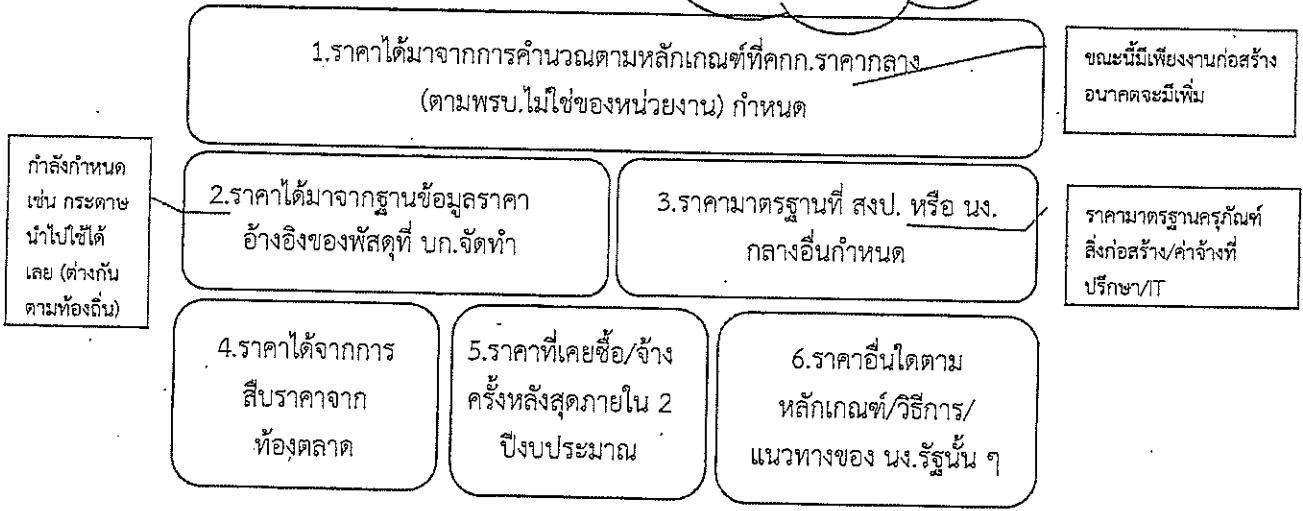 1.ราคาได้มาจากการคำนวณตามหลักเกณฑ์ที่คกก.ราคากลาง
(ตามพรบ.ไม่ใช่ของหน่วยงาน) กำหนด
ขณะนี้มีเพียงงานก่อสร้าง
อนาคตจะมีเพิ่ม
กำลังกำหนด
เช่น กระดาษ
นำไปใช้ได้
เลย (ต่างกัน
ตามท้องถิ่น)
2.ราคาได้มาจากฐานข้อมูลราคา
อ้างอิงของพัสดุที่ บก.จัดทำ
3.ราคามาตรฐานที่ สงป. หรือ นง.
กลางอื่นกำหนด
ราคามาตรฐานครุภัณฑ์
สิ่งก่อสร้าง/ค่าจ้างที่
ปรึกษา/IT
4.ราคาได้จากการ
สืบราคาจาก
ท้องตลาด
5.ราคาที่เคยซื้อ/จ้าง
ครั้งหลังสุดภายใน 2
ปีงบประมาณ
6.ราคาอื่นใดตาม
หลักเกณฑ์/วิธีการ/
แนวทางของ นง.รัฐนั้น ๆ